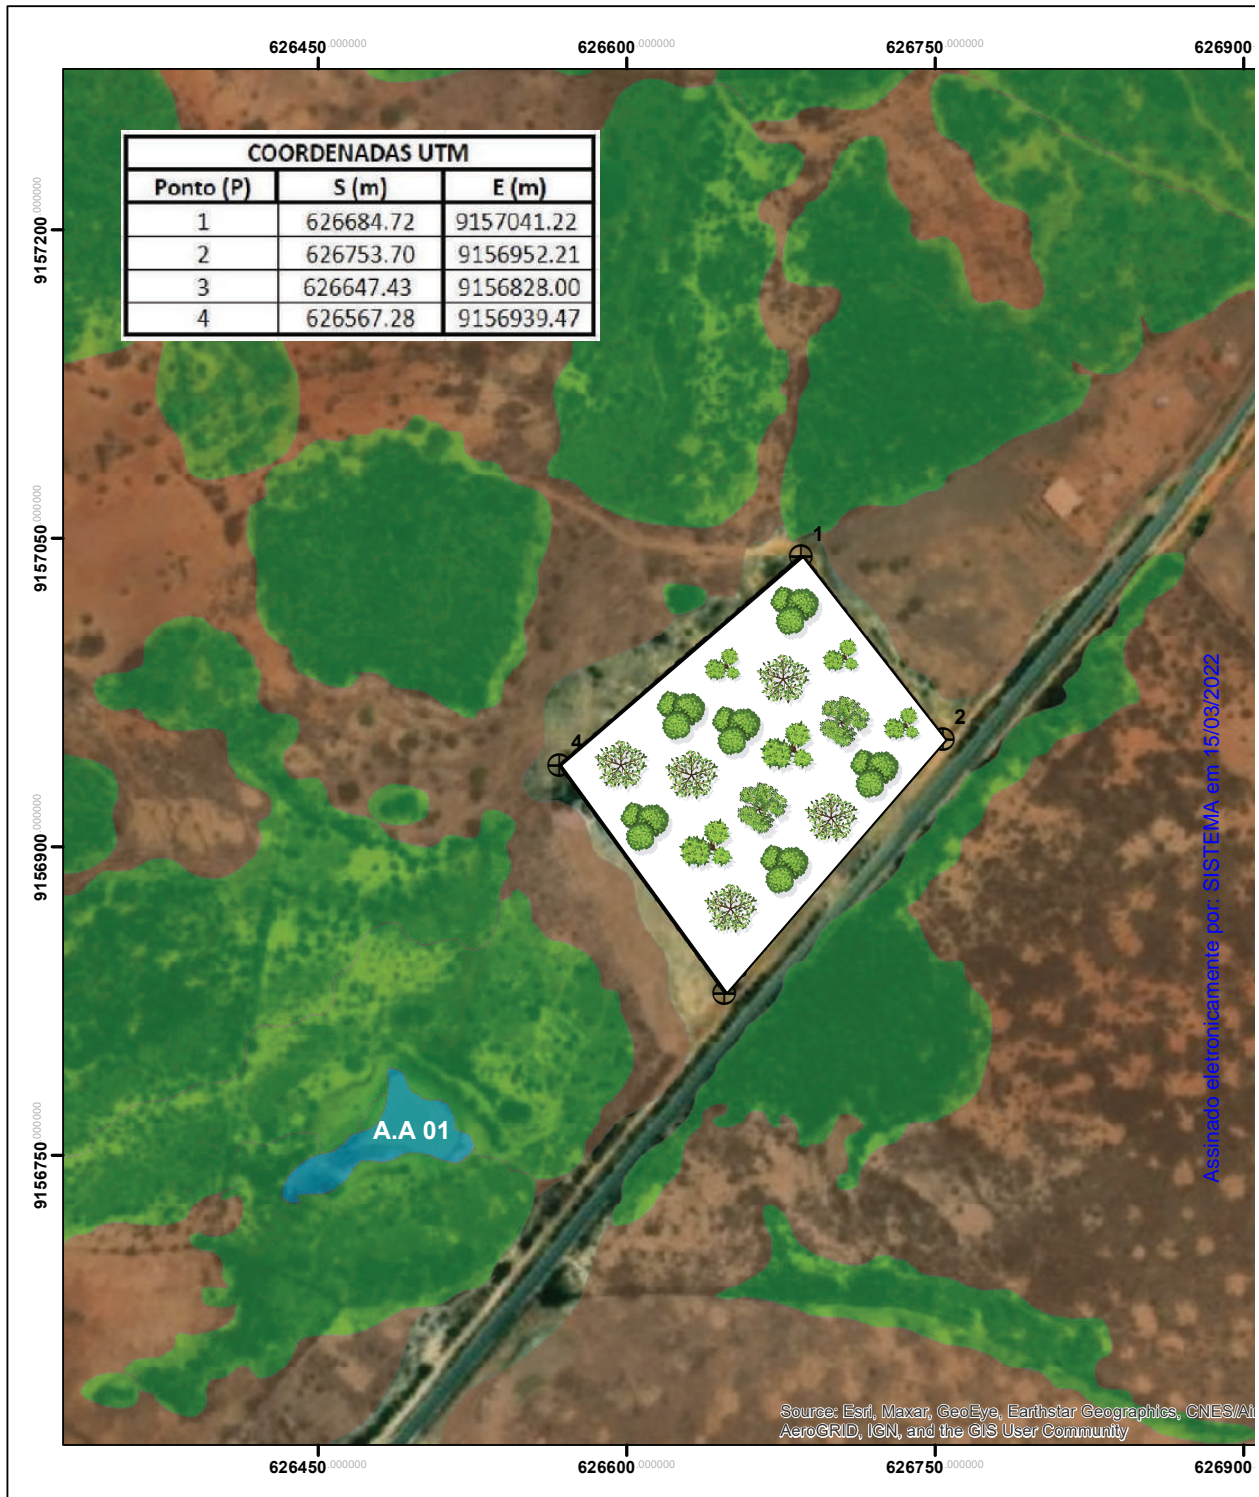 626450.000000 626600.000000 626750.000000 626900
COORDENADAS UTM
Ponto (P) S (m) E (m)
1 626684.72 9157041.22
2 626753.70 9156952.21
3 626647.43 9156828.00
4 626567.28 9156939.47
9157200.000000
9157050.000000
9156900.000000
9156750.000000
1
2
4
A.A 01
Assinado eletronicamente por: SISTEMA em 15/03/2022
Source: Esri, Maxar, GeoEye, Earthstar Geographics, CNES/Air
AeroGRID, IGN, and the GIS User Community
626450.000000 626600.000000 626750.000000 626900